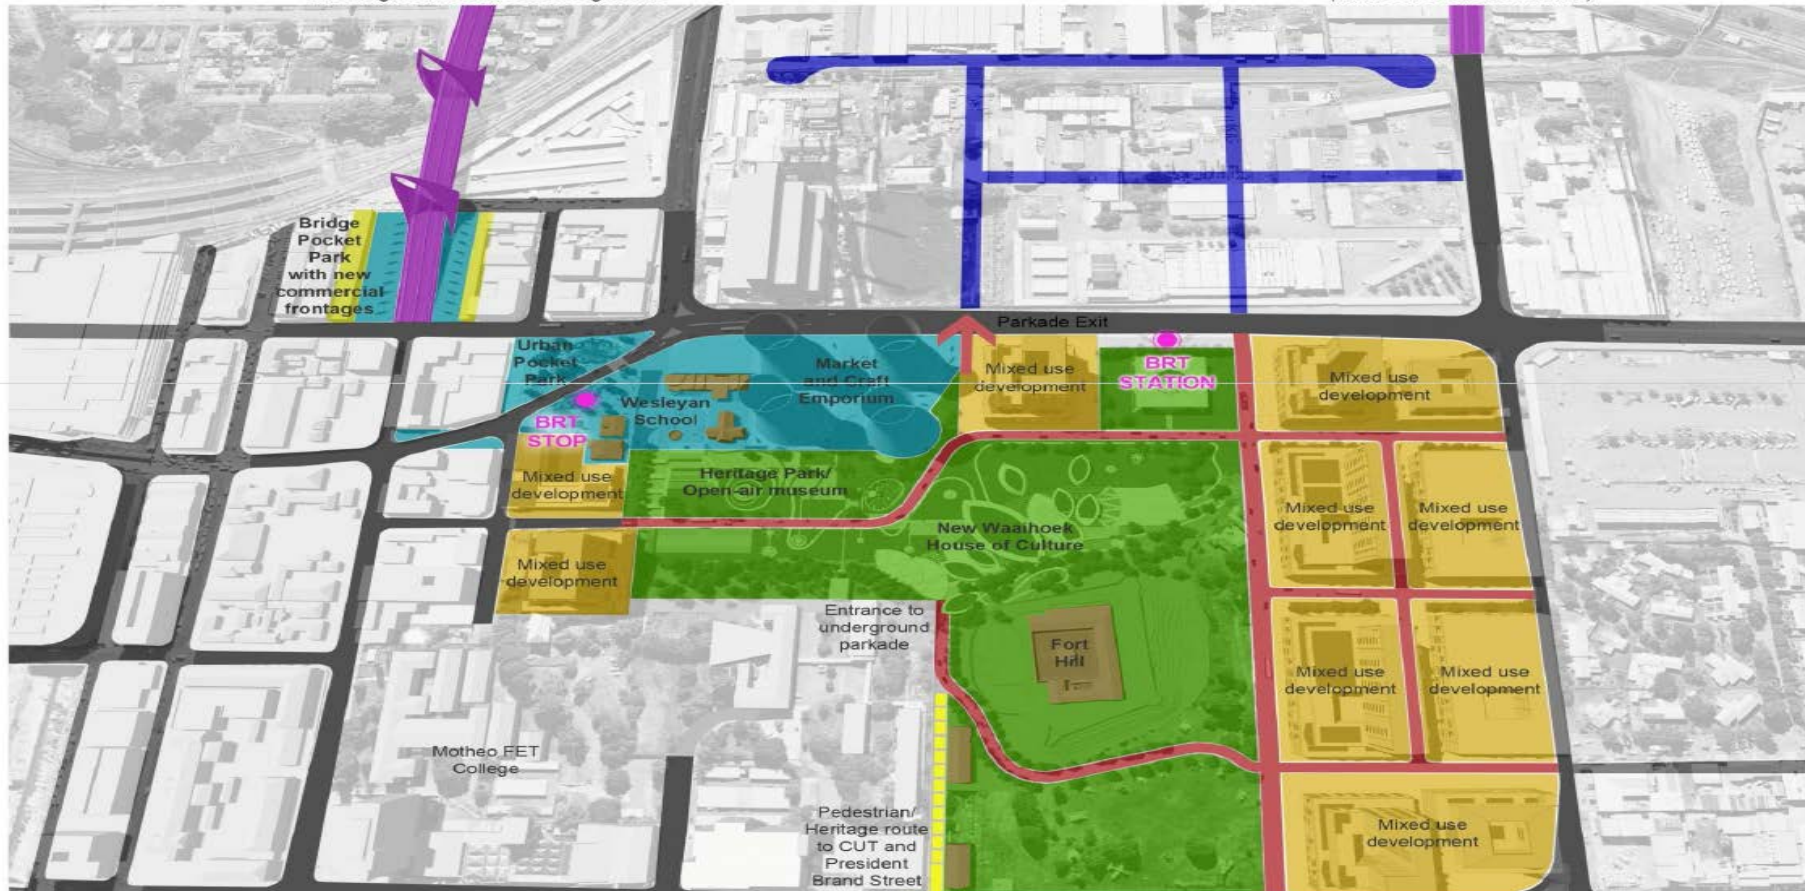 Bridge
Pocket
Park
with new
commercial
frontages
Parkade Exit
Urban
Pocket
Park
Market
and Craft
Emporium
Mixed use
development
BRT
STATION
Mixed use
development
Wesleyan
School
BRT
STOP
Mixed use
development
Heritage Park/
Open-air museum
Mixed use
development
Mixed use
development
New Waaihoek
House of Culture
Mixed use
development
Entrance to
underground
parkade
Fort
Hill
Mixed use
development
Mixed use
development
Motheo FET
College
Pedestrian/
Heritage route
to CUT and
President
Brand Street
Mixed use
development